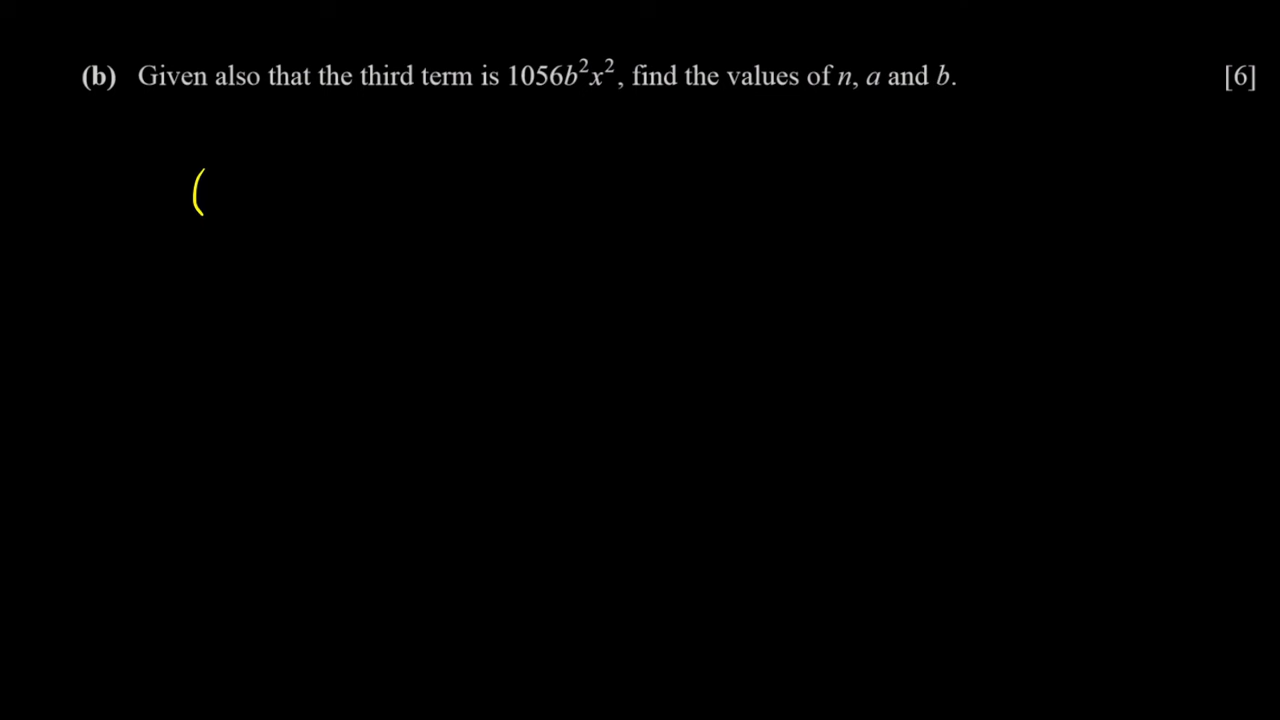 (b) Given also that the third term is 1056b²x², find the values of n, a and b. [6]
(